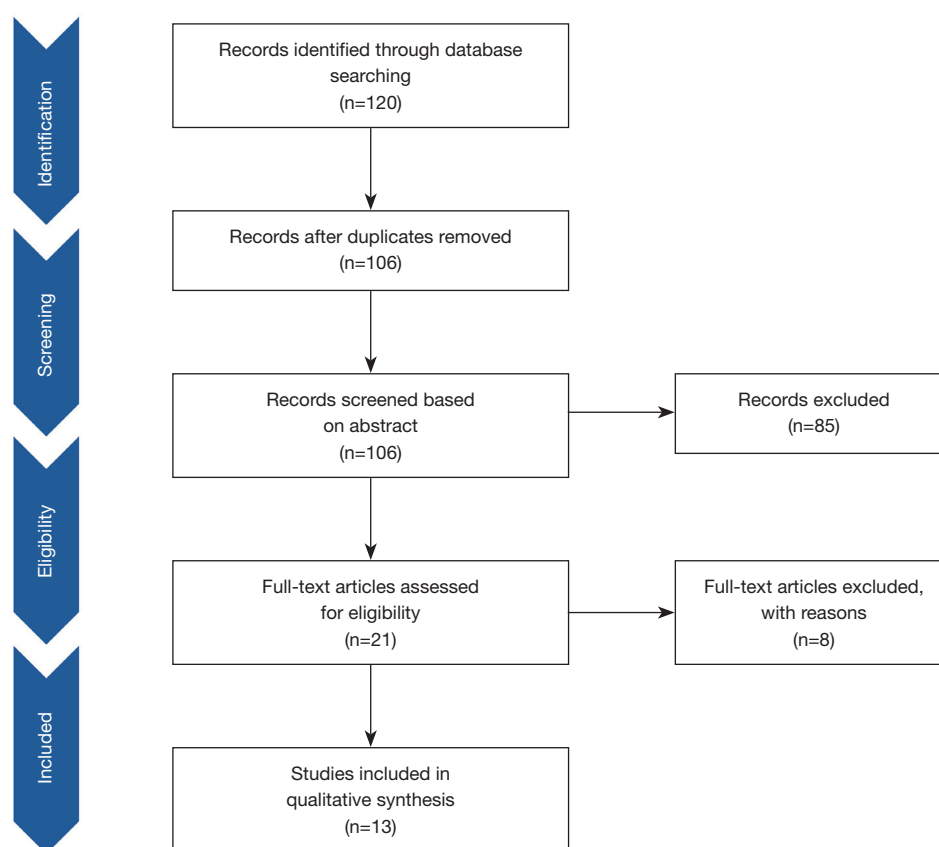 Identification
Records identified through database
searching
(n=120)
Records after duplicates removed
(n=106)
Screening
Records screened based
on abstract
(n=106)
Records excluded
(n=85)
Eligibility
Full-text articles assessed
for eligibility
(n=21)
Full-text articles excluded,
with reasons
(n=8)
Included
Studies included in
qualitative synthesis
(n=13)